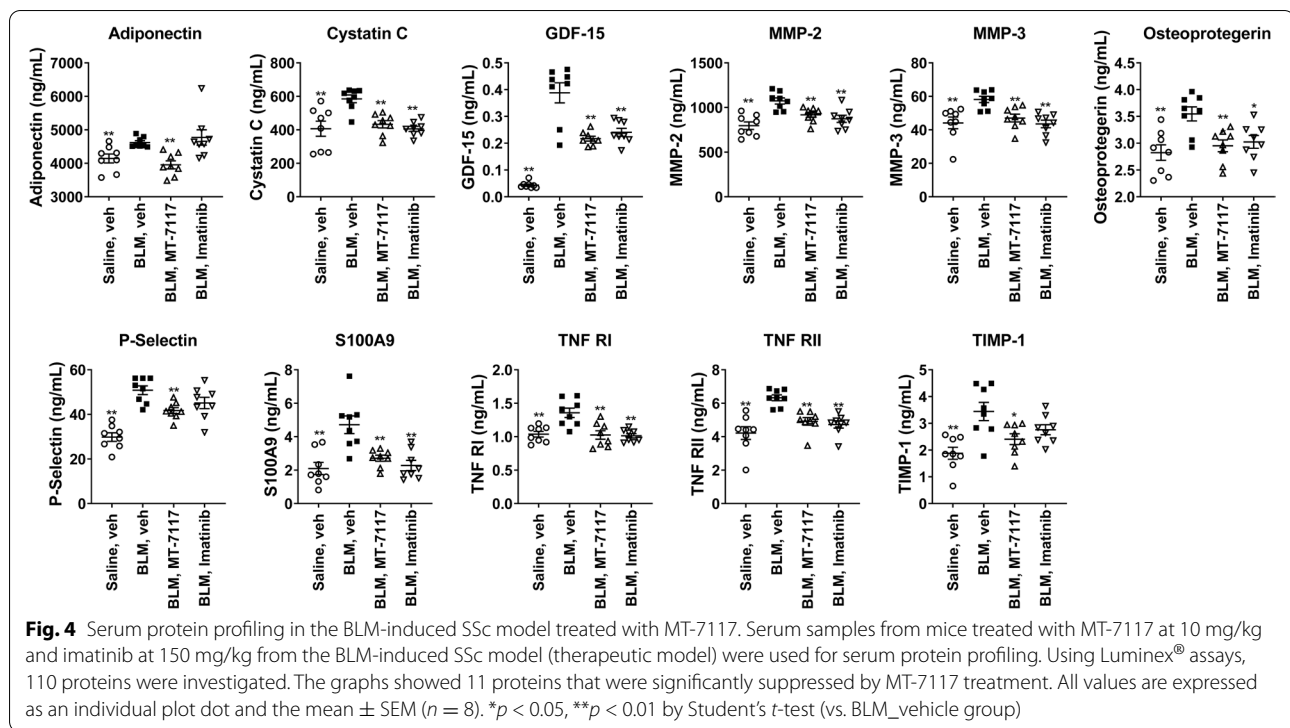 Adiponectin
Adiponectin (ng/mL)
7000
6000
5000
4000
3000
**
**
Saline, veh
BLM, veh
BLM, MT-7117
BLM, Imatinib
Cystatin C
Cystatin C (ng/mL)
800
600
400
200
0
**
**
**
Saline, veh
BLM, veh
BLM, MT-7117
BLM, Imatinib
GDF-15
GDF-15 (ng/mL)
0.5
0.4
0.3
0.2
0.1
0.0
**
**
**
Saline, veh
BLM, veh
BLM, MT-7117
BLM, Imatinib
MMP-2
MMP-2 (ng/mL)
1500
1000
500
0
**
**
**
Saline, veh
BLM, veh
BLM, MT-7117
BLM, Imatinib
MMP-3
MMP-3 (ng/mL)
80
60
40
20
0
**
**
**
Saline, veh
BLM, veh
BLM, MT-7117
BLM, Imatinib
Osteoprotegerin
Osteoprotegerin (ng/mL)
4.5
4.0
3.5
3.0
2.5
2.0
**
**
*
Saline, veh
BLM, veh
BLM, MT-7117
BLM, Imatinib
P-Selectin
P-Selectin (ng/mL)
60
40
20
0
**
**
Saline, veh
BLM, veh
BLM, MT-7117
BLM, Imatinib
S100A9
S100A9 (ng/mL)
8
6
4
2
0
**
**
**
Saline, veh
BLM, veh
BLM, MT-7117
BLM, Imatinib
TNF RI
TNF RI (ng/mL)
2.0
1.5
1.0
0.5
0.0
**
**
**
Saline, veh
BLM, veh
BLM, MT-7117
BLM, Imatinib
TNF RII
TNF RII (ng/mL)
8
6
4
2
0
**
**
**
Saline, veh
BLM, veh
BLM, MT-7117
BLM, Imatinib
TIMP-1
TIMP-1 (ng/mL)
5
4
3
2
1
0
**
*
Saline, veh
BLM, veh
BLM, MT-7117
BLM, Imatinib
Fig. 4 Serum protein profiling in the BLM-induced SSc model treated with MT-7117. Serum samples from mice treated with MT-7117 at 10 mg/kg
and imatinib at 150 mg/kg from the BLM-induced SSc model (therapeutic model) were used for serum protein profiling. Using Luminex® assays,
110 proteins were investigated. The graphs showed 11 proteins that were significantly suppressed by MT-7117 treatment. All values are expressed
as an individual plot dot and the mean ± SEM (n = 8). *p < 0.05, **p < 0.01 by Student's t-test (vs. BLM_vehicle group)